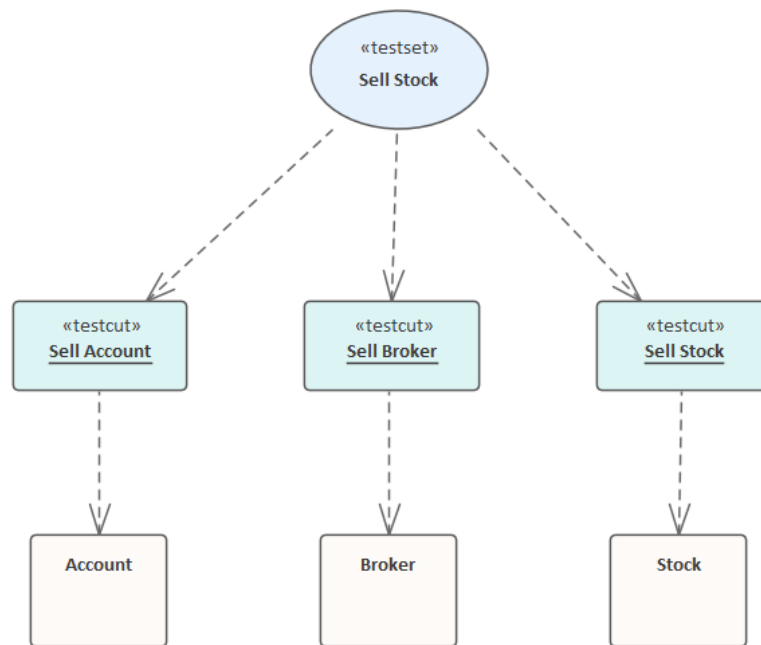 «testset»
Sell Stock
«testcut»
Sell Account
«testcut»
Sell Broker
«testcut»
Sell Stock
Account
Broker
Stock